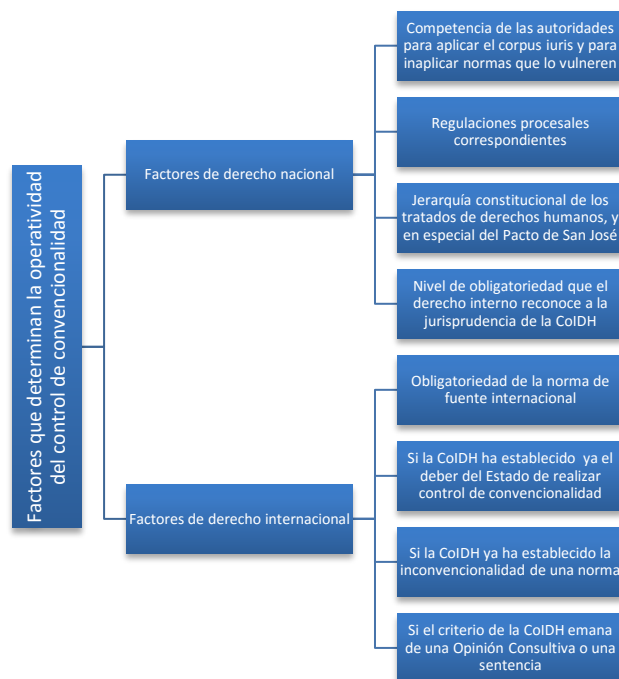 Factores que determinan la operatividad
del control de convencionalidad
Factores de derecho nacional
Competencia de las autoridades
para aplicar el corpus iuris y para
inaplicar normas que lo vulneren
Regulaciones procesales
correspondientes
Jerarquía constitucional de los
tratados de derechos humanos, y
en especial del Pacto de San José
Nivel de obligatoriedad que el
derecho interno reconoce a la
jurisprudencia de la CoIDH
Factores de derecho internacional
Obligatoriedad de la norma de
fuente internacional
Si la CoIDH ha establecido ya el
deber del Estado de realizar
control de convencionalidad
Si la CoIDH ya ha establecido la
inconvencionalidad de una norma
Si el criterio de la CoIDH emana
de una Opinión Consultiva o una
sentencia